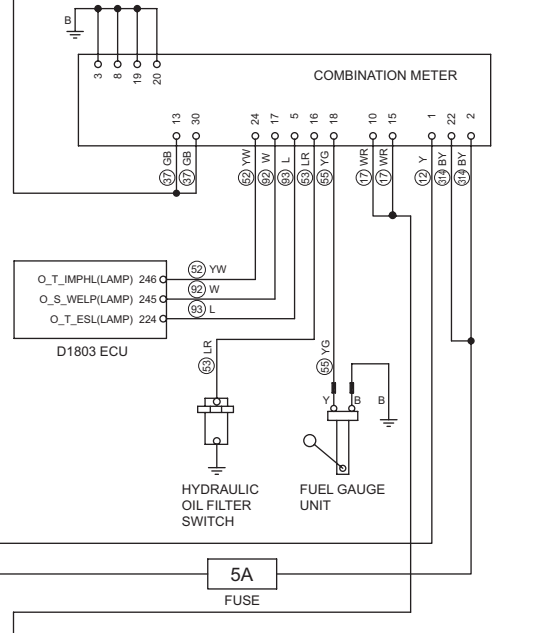 B
3 8 19 20
COMBINATION METER
13 30 24 17 5 16 18 10 15 1 22 2
37 GB 37 GB 52 YW 92 W 93 L 53 LR 55 YG 17 WR 17 WR 12 Y 314 BY 314 BY
O_T_IMPHL(LAMP) 246 52 YW
O_S_WELP(LAMP) 245 92 W
O_T_ESL(LAMP) 224 93 L
D1803 ECU
53 LR 55 YG
Y B B
HYDRAULIC
OIL FILTER
SWITCH
FUEL GAUGE
UNIT
5A
FUSE